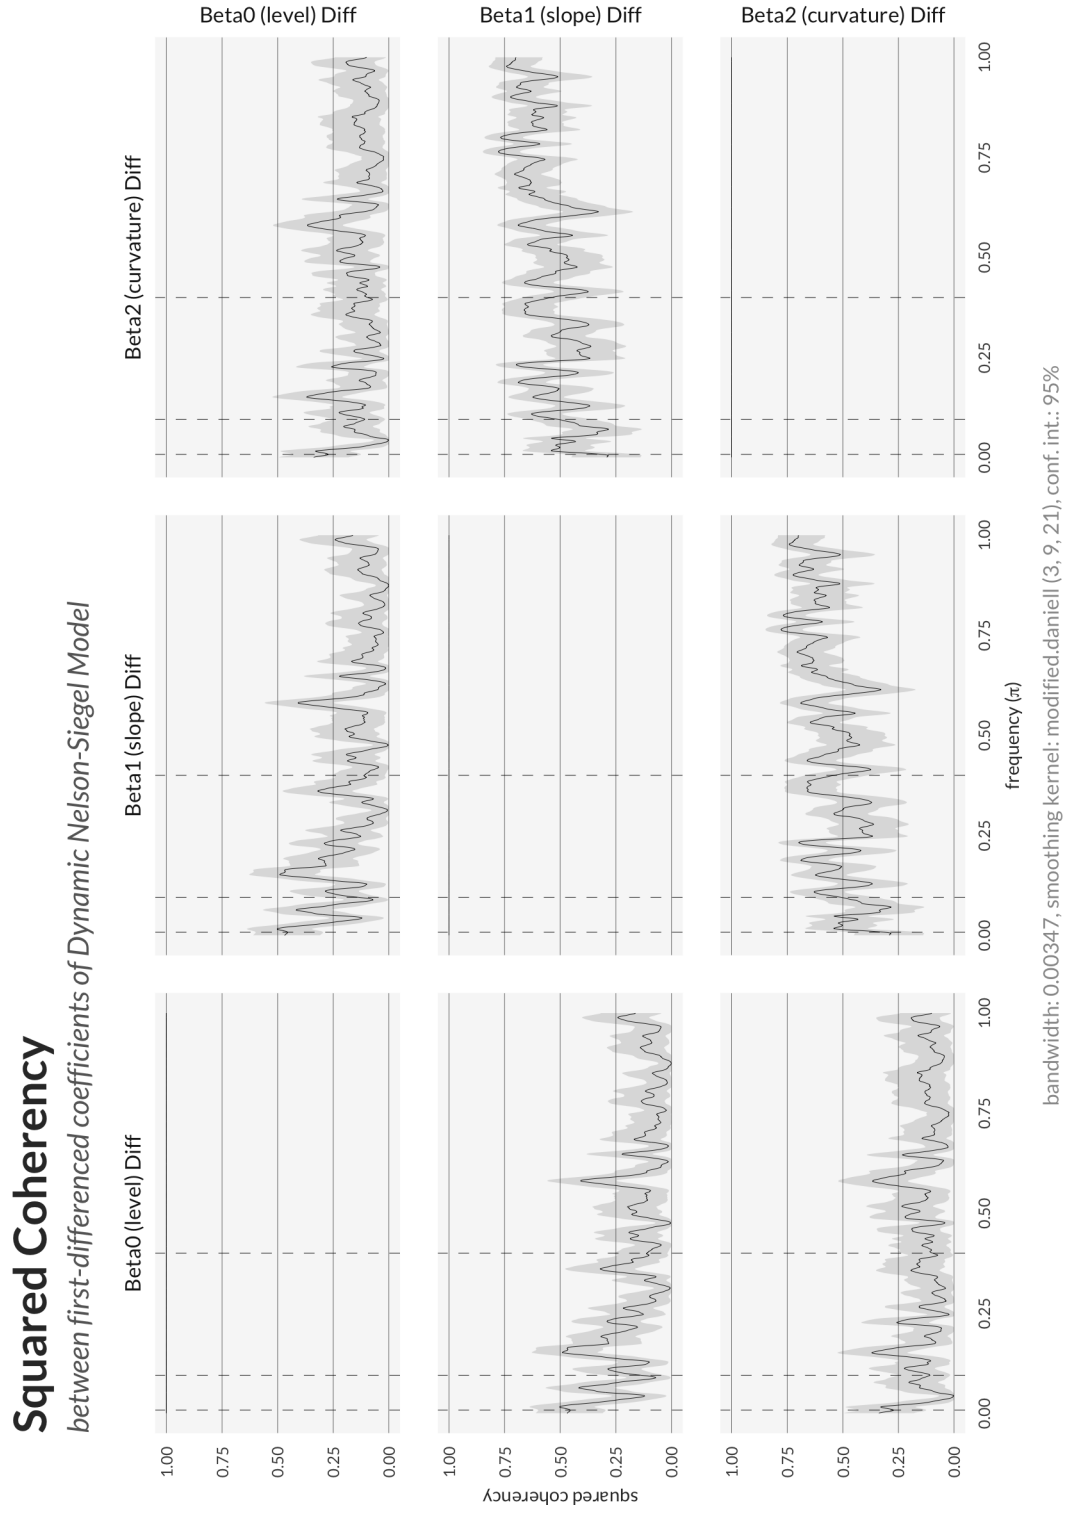 Squared Coherency
between first-differenced coefficients of Dynamic Nelson-Siegel Model
Beta0 (level) Diff
Beta1 (slope) Diff
Beta2 (curvature) Diff
1.00
0.75
0.50
0.25
0.00
Beta0 (level) Diff
squared coherency
1.00
0.75
0.50
0.25
0.00
Beta1 (slope) Diff
1.00
0.75
0.50
0.25
0.00
Beta2 (curvature) Diff
0.00 0.25 0.50 0.75 1.00
0.00 0.25 0.50 0.75 1.00
0.00 0.25 0.50 0.75 1.00
frequency (π)
bandwidth: 0.00347, smoothing kernel: modified.daniell (3, 9, 21), conf. int.: 95%